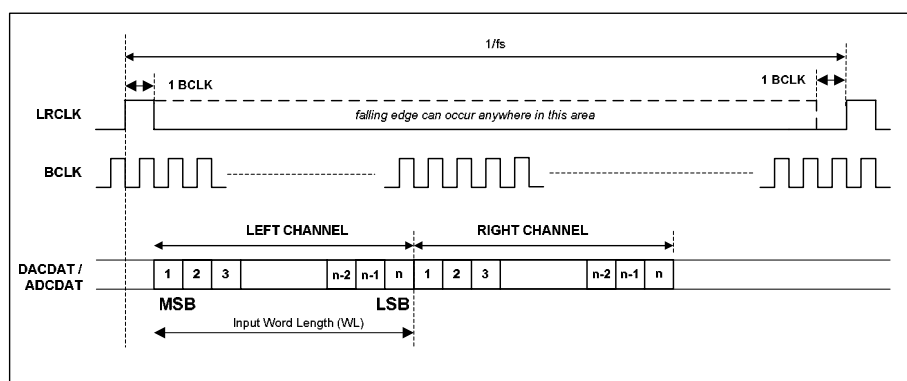 1/fs
1 BCLK
1 BCLK
LRCLK
falling edge can occur anywhere in this area
BCLK
LEFT CHANNEL
RIGHT CHANNEL
DACDAT /
ADCDAT
1 2 3 n-2 n-1 n 1 2 3 n-2 n-1 n
MSB
LSB
Input Word Length (WL)